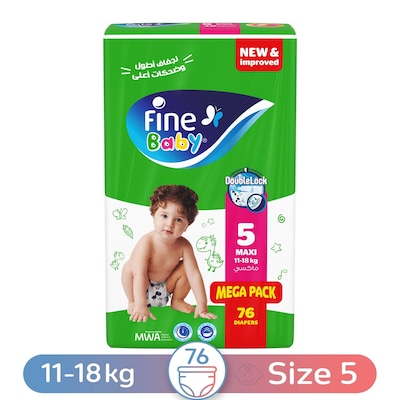 لجفاف أطول
وضحكات أعلى
NEW &
improved
fine
Baby®
DoubleLock
5
MAXI
11-18 kg
ماكسي
MEGA PACK
76
DIAPERS
MWA
11-18 kg
76
Size 5